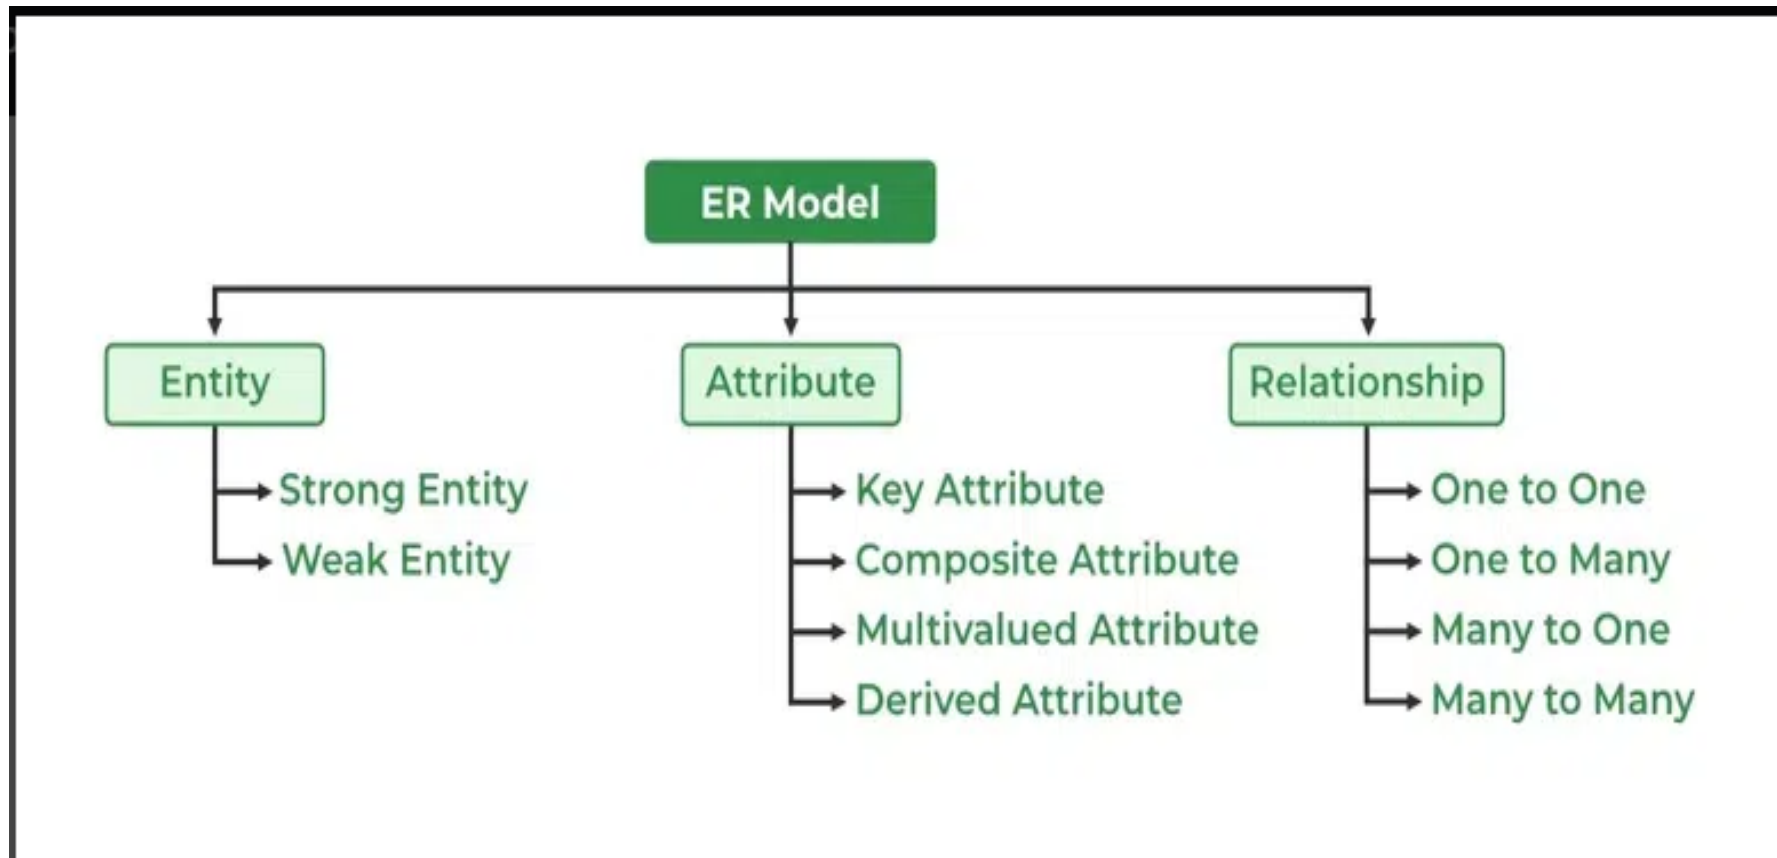 ER Model
Entity
Strong Entity
Weak Entity
Attribute
Key Attribute
Composite Attribute
Multivalued Attribute
Derived Attribute
Relationship
One to One
One to Many
Many to One
Many to Many